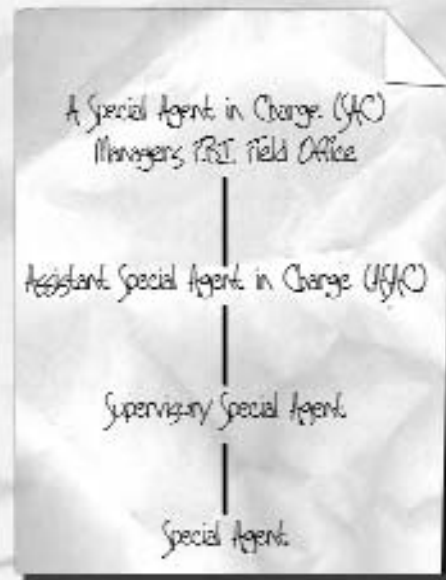 A Special Agent in Charge (SAC)
Managers F.B.I. Field Office
Assistant Special Agent in Charge (ASAC)
Supervisory Special Agent
Special Agent